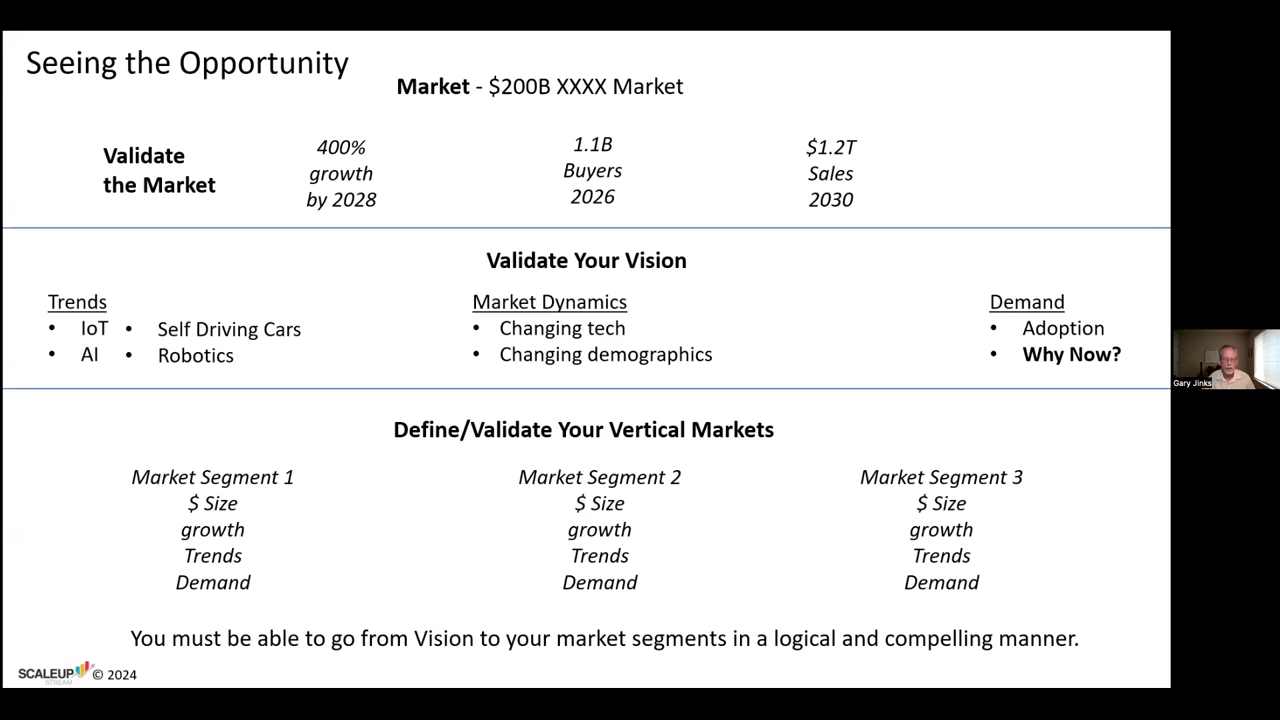 Seeing the Opportunity
Market - $200B XXXX Market
Validate
the Market
400%
growth
by 2028
1.1B
Buyers
2026
$1.2T
Sales
2030
Validate Your Vision
Trends
• IoT • Self Driving Cars
• AI • Robotics
Market Dynamics
• Changing tech
• Changing demographics
Demand
• Adoption
• Why Now?
Gary Jinks
Define/Validate Your Vertical Markets
Market Segment 1
$ Size
growth
Trends
Demand
Market Segment 2
$ Size
growth
Trends
Demand
Market Segment 3
$ Size
growth
Trends
Demand
You must be able to go from Vision to your market segments in a logical and compelling manner.
SCALEUP
STREAM
© 2024